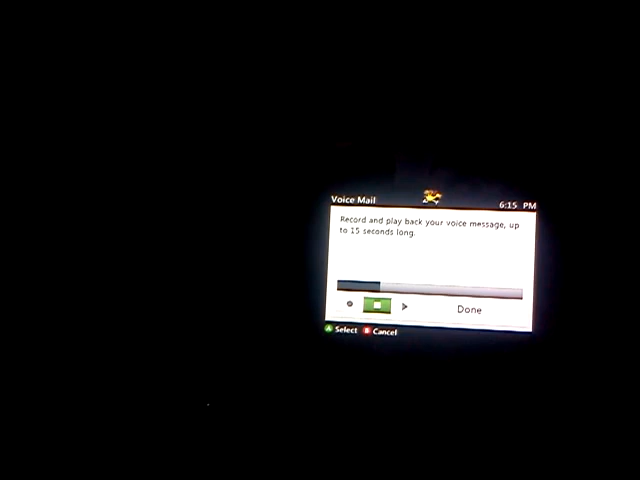 Voice Mail 6:15 PM
Record and play back your voice message, up
to 15 seconds long.
Done
A Select B Cancel